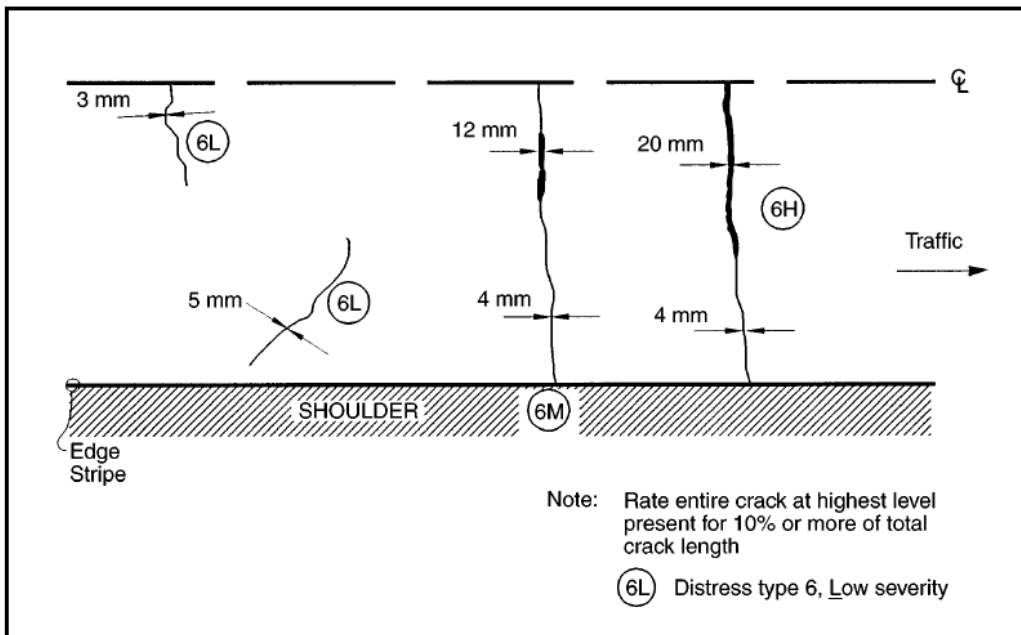 ℄
3 mm
6L
12 mm
20 mm
6H
Traffic
5 mm
6L
4 mm
4 mm
SHOULDER
6M
Edge
Stripe
Note: Rate entire crack at highest level
present for 10% or more of total
crack length
6L Distress type 6, Low severity